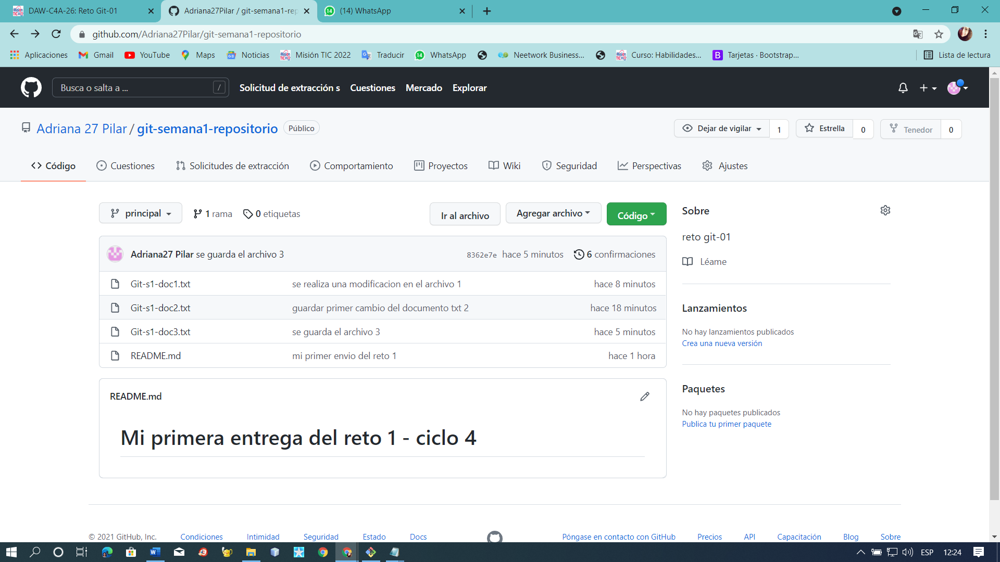 DAW-C4A-26: Reto Git-01
Adriana27Pilar / git-semana1-rep
(14) WhatsApp
github.com/Adriana27Pilar/git-semana1-repositorio
Aplicaciones
Gmail
YouTube
Maps
Noticias
Misión TIC 2022
Traducir
WhatsApp
Neetwork Business...
Curso: Habilidades...
Tarjetas · Bootstrap...
Lista de lectura
Busca o salta a ...
/
Solicitud de extracción s
Cuestiones
Mercado
Explorar
Adriana 27 Pilar / git-semana1-repositorio
Público
Dejar de vigilar
1
Estrella
0
Tenedor
0
Código
Cuestiones
Solicitudes de extracción
Comportamiento
Proyectos
Wiki
Seguridad
Perspectivas
Ajustes
principal
1 rama
0 etiquetas
Ir al archivo
Agregar archivo
Código
Adriana27 Pilar se guarda el archivo 3
8362e7e hace 5 minutos
6 confirmaciones
Git-s1-doc1.txt
se realiza una modificacion en el archivo 1
hace 8 minutos
Git-s1-doc2.txt
guardar primer cambio del documento txt 2
hace 18 minutos
Git-s1-doc3.txt
se guarda el archivo 3
hace 5 minutos
README.md
mi primer envio del reto 1
hace 1 hora
README.md
Mi primera entrega del reto 1 - ciclo 4
Sobre
reto git-01
Léame
Lanzamientos
No hay lanzamientos publicados
Crea una nueva versión
Paquetes
No hay paquetes publicados
Publica tu primer paquete
© 2021 GitHub, Inc.
Condiciones
Intimidad
Seguridad
Estado
Docs
Póngase en contacto con GitHub
Precios
API
Capacitación
Blog
Sobre
ESP
12:24